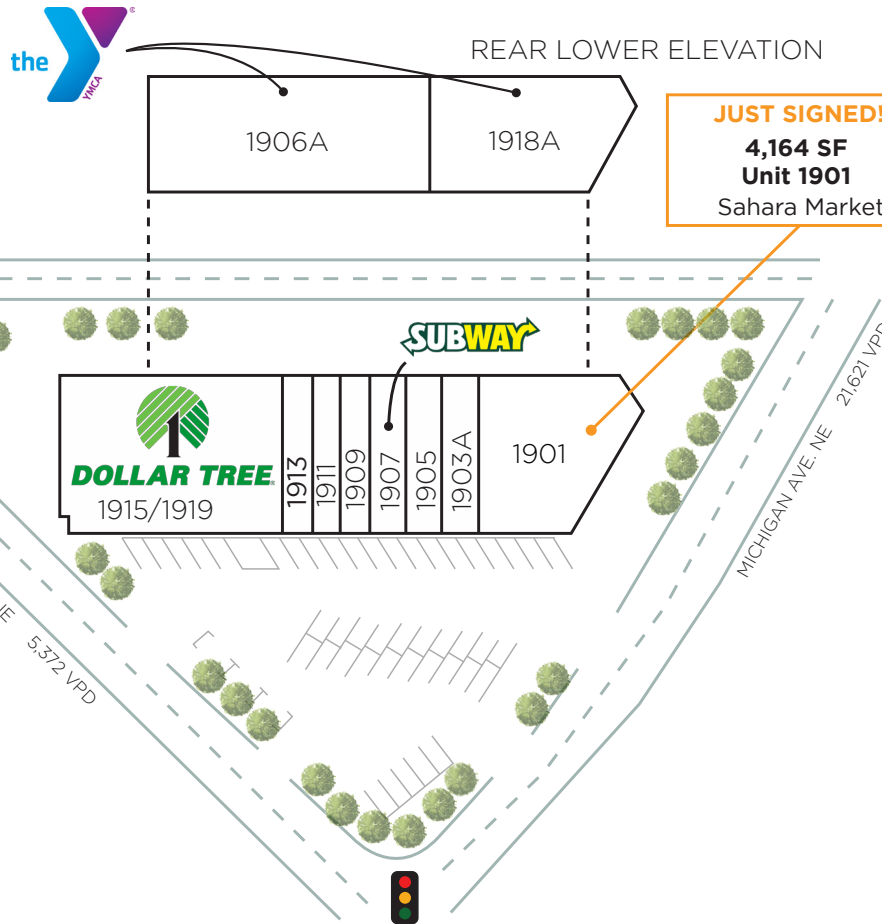 the
YMCA
®
REAR LOWER ELEVATION
1906A
1918A
JUST SIGNED!
4,164 SF
Unit 1901
Sahara Market
SUBWAY
DOLLAR TREE
1915/1919
1913
1911
1909
1907
1905
1903A
1901
MICHIGAN AVE. NE 21,621 VPD
NE 5,372 VPD